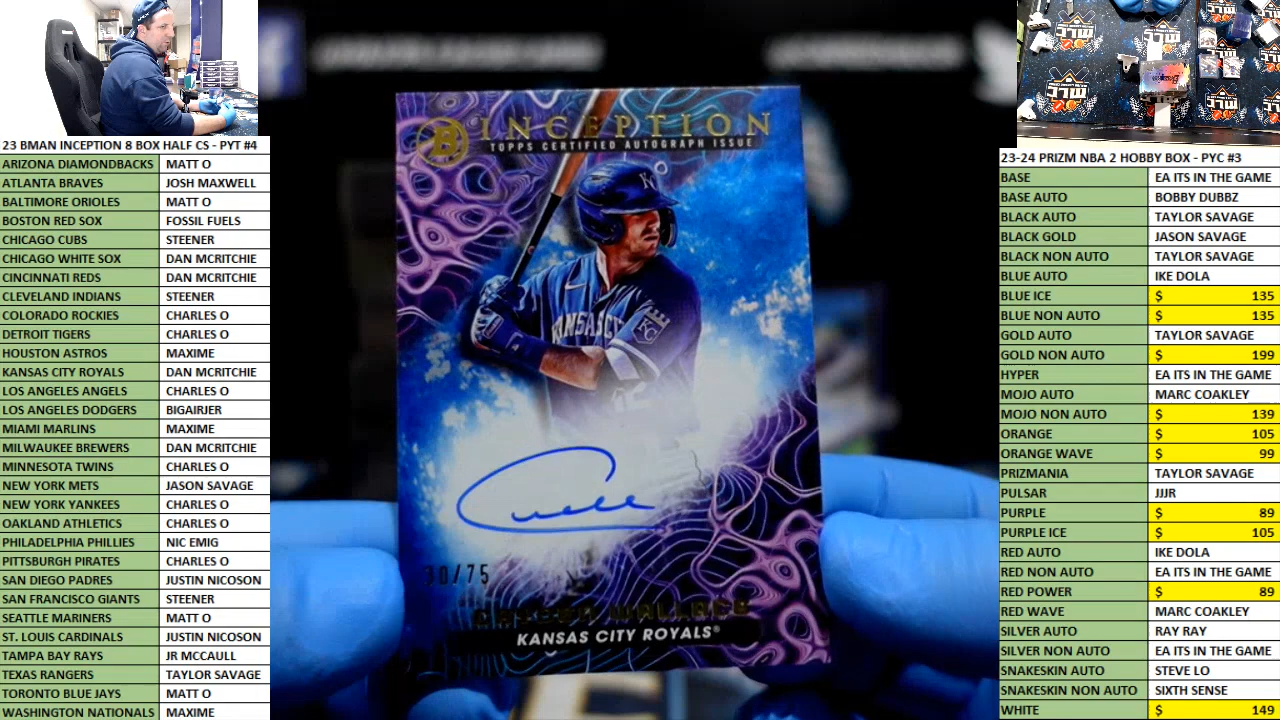 23 BMAN INCEPTION 8 BOX HALF CS - PYT #4
ARIZONA DIAMONDBACKS MATT O
ATLANTA BRAVES JOSH MAXWELL
BALTIMORE ORIOLES MATT O
BOSTON RED SOX FOSSIL FUELS
CHICAGO CUBS STEENER
CHICAGO WHITE SOX DAN MCRITCHIE
CINCINNATI REDS DAN MCRITCHIE
CLEVELAND INDIANS STEENER
COLORADO ROCKIES CHARLES O
DETROIT TIGERS CHARLES O
HOUSTON ASTROS MAXIME
KANSAS CITY ROYALS DAN MCRITCHIE
LOS ANGELES ANGELS CHARLES O
LOS ANGELES DODGERS BIGAIRJER
MIAMI MARLINS MAXIME
MILWAUKEE BREWERS DAN MCRITCHIE
MINNESOTA TWINS CHARLES O
NEW YORK METS JASON SAVAGE
NEW YORK YANKEES CHARLES O
OAKLAND ATHLETICS CHARLES O
PHILADELPHIA PHILLIES NIC EMIG
PITTSBURGH PIRATES CHARLES O
SAN DIEGO PADRES JUSTIN NICOSON
SAN FRANCISCO GIANTS STEENER
SEATTLE MARINERS MATT O
ST. LOUIS CARDINALS JUSTIN NICOSON
TAMPA BAY RAYS JR MCCAULL
TEXAS RANGERS TAYLOR SAVAGE
TORONTO BLUE JAYS MATT O
WASHINGTON NATIONALS MAXIME
B INCEPTION
TOPPS CERTIFIED AUTOGRAPH ISSUE
KC
KANSAS C
KC
30/75
WALLACE
KANSAS CITY ROYALS®
23-24 PRIZM NBA 2 HOBBY BOX - PYC #3
BASE EA ITS IN THE GAME
BASE AUTO BOBBY DUBBZ
BLACK AUTO TAYLOR SAVAGE
BLACK GOLD JASON SAVAGE
BLACK NON AUTO TAYLOR SAVAGE
BLUE AUTO IKE DOLA
BLUE ICE $ 135
BLUE NON AUTO $ 135
GOLD AUTO TAYLOR SAVAGE
GOLD NON AUTO $ 199
HYPER EA ITS IN THE GAME
MOJO AUTO MARC COAKLEY
MOJO NON AUTO $ 139
ORANGE $ 105
ORANGE WAVE $ 99
PRIZMANIA TAYLOR SAVAGE
PULSAR JJJR
PURPLE $ 89
PURPLE ICE $ 105
RED AUTO IKE DOLA
RED NON AUTO EA ITS IN THE GAME
RED POWER $ 89
RED WAVE MARC COAKLEY
SILVER AUTO RAY RAY
SILVER NON AUTO EA ITS IN THE GAME
SNAKESKIN AUTO STEVE LO
SNAKESKIN NON AUTO SIXTH SENSE
WHITE $ 149